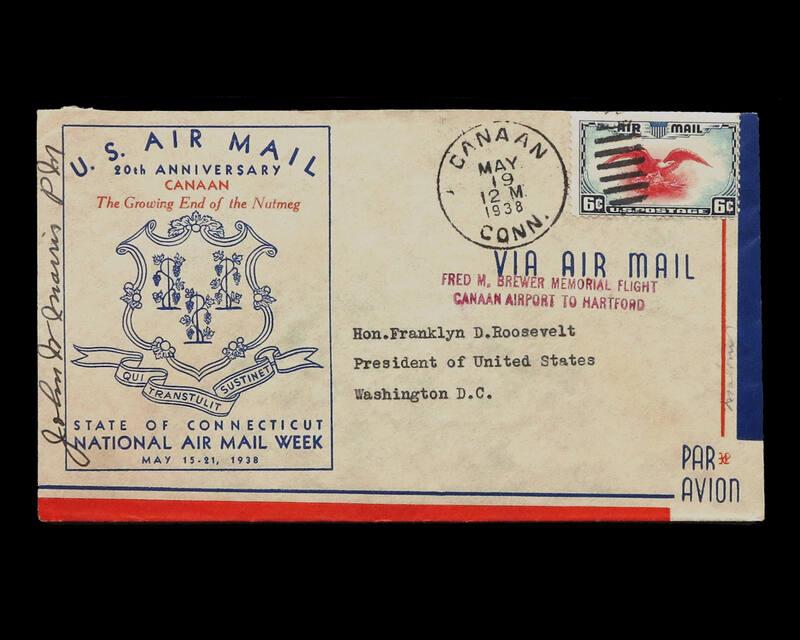 U. S. AIR MAIL
20th ANNIVERSARY
CANAAN
The Growing End of the Nutmeg
QUI TRANSTULIT SUSTINET
STATE OF CONNECTICUT
NATIONAL AIR MAIL WEEK
MAY 15-21, 1938
John
P.M
CANAAN
MAY
19
12 M.
1938
CONN.
AIR MAIL
6¢ U.S. POSTAGE 6¢
VIA AIR MAIL
FRED M. BREWER MEMORIAL FLIGHT
CANAAN AIRPORT TO HARTFORD
Hon.Franklyn D.Roosevelt
President of United States
Washington D.C.
PAR
AVION